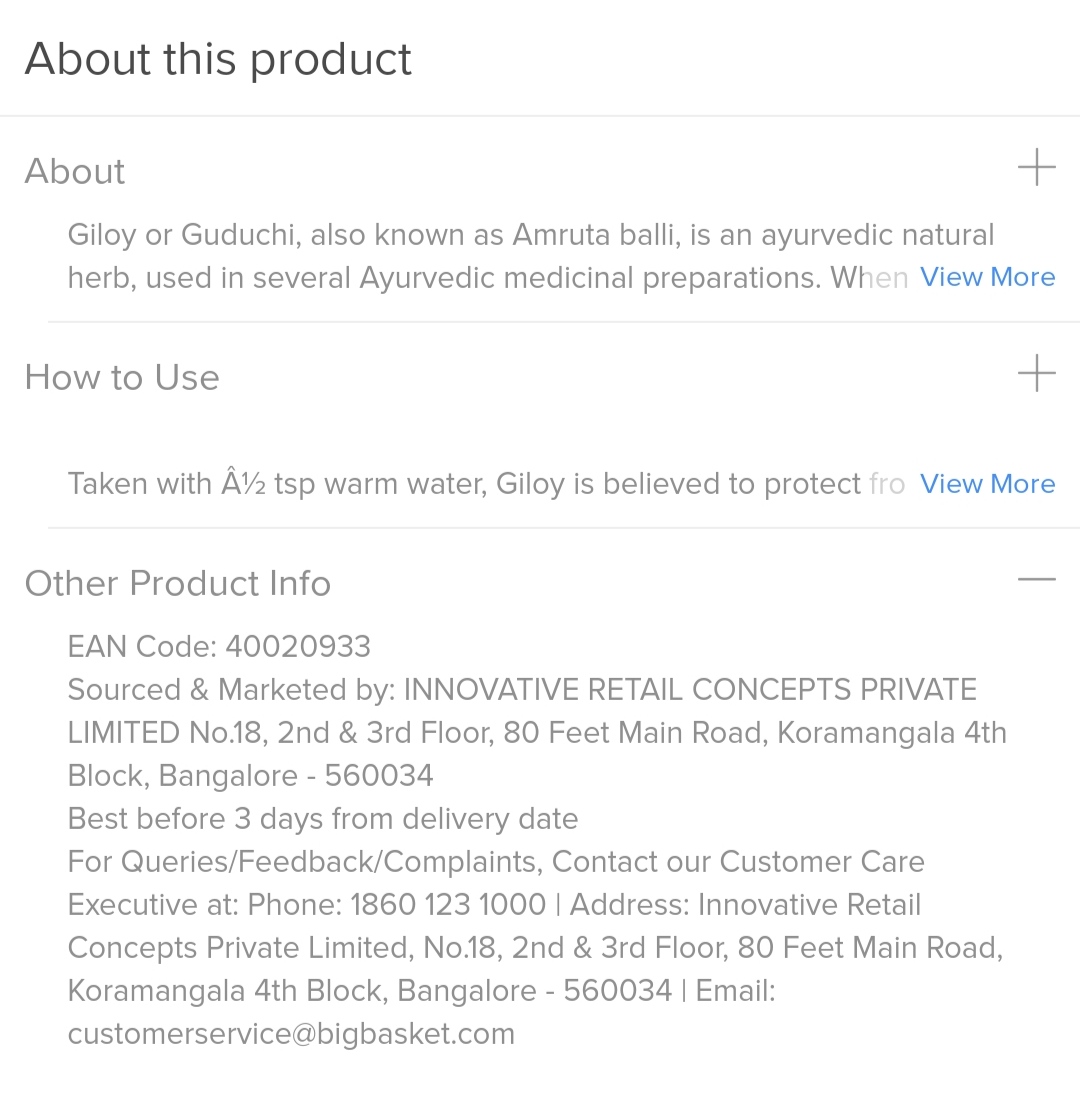 About this product
About
Giloy or Guduchi, also known as Amruta balli, is an ayurvedic natural
herb, used in several Ayurvedic medicinal preparations. When View More
How to Use
Taken with Â½ tsp warm water, Giloy is believed to protect fro View More
Other Product Info
EAN Code: 40020933
Sourced & Marketed by: INNOVATIVE RETAIL CONCEPTS PRIVATE
LIMITED No.18, 2nd & 3rd Floor, 80 Feet Main Road, Koramangala 4th
Block, Bangalore - 560034
Best before 3 days from delivery date
For Queries/Feedback/Complaints, Contact our Customer Care
Executive at: Phone: 1860 123 1000 | Address: Innovative Retail
Concepts Private Limited, No.18, 2nd & 3rd Floor, 80 Feet Main Road,
Koramangala 4th Block, Bangalore - 560034 | Email:
customerservice@bigbasket.com